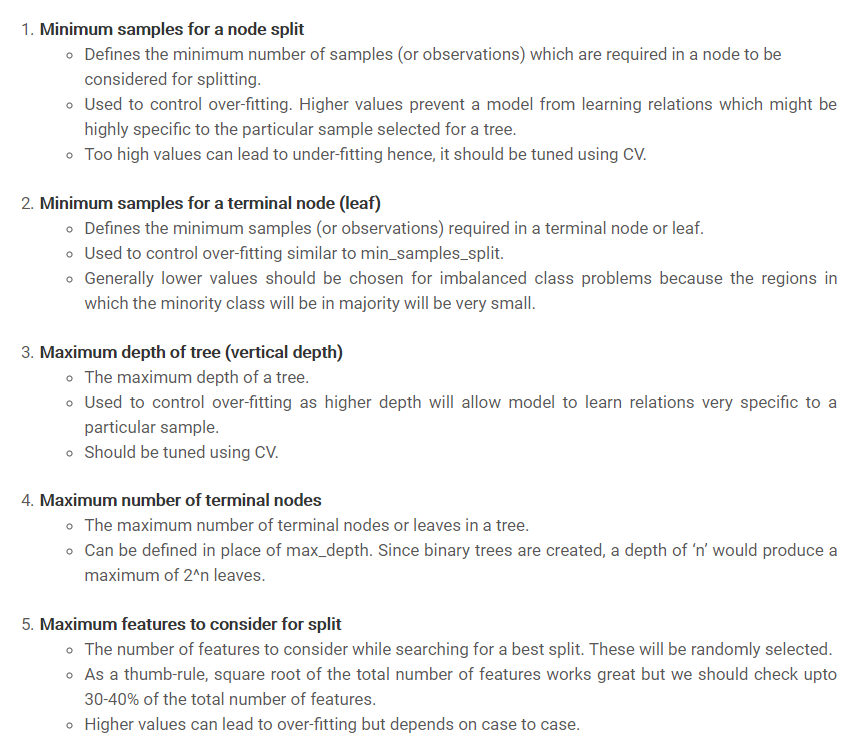 1. Minimum samples for a node split
○ Defines the minimum number of samples (or observations) which are required in a node to be
considered for splitting.
○ Used to control over-fitting. Higher values prevent a model from learning relations which might be
highly specific to the particular sample selected for a tree.
○ Too high values can lead to under-fitting hence, it should be tuned using CV.
2. Minimum samples for a terminal node (leaf)
○ Defines the minimum samples (or observations) required in a terminal node or leaf.
○ Used to control over-fitting similar to min_samples_split.
○ Generally lower values should be chosen for imbalanced class problems because the regions in
which the minority class will be in majority will be very small.
3. Maximum depth of tree (vertical depth)
○ The maximum depth of a tree.
○ Used to control over-fitting as higher depth will allow model to learn relations very specific to a
particular sample.
○ Should be tuned using CV.
4. Maximum number of terminal nodes
○ The maximum number of terminal nodes or leaves in a tree.
○ Can be defined in place of max_depth. Since binary trees are created, a depth of ‘n’ would produce a
maximum of 2^n leaves.
5. Maximum features to consider for split
○ The number of features to consider while searching for a best split. These will be randomly selected.
○ As a thumb-rule, square root of the total number of features works great but we should check upto
30-40% of the total number of features.
○ Higher values can lead to over-fitting but depends on case to case.